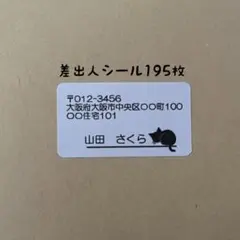 差出人シール195枚
〒012-3456
大阪府大阪市中央区〇〇町100
〇〇住宅101
山田 さくら